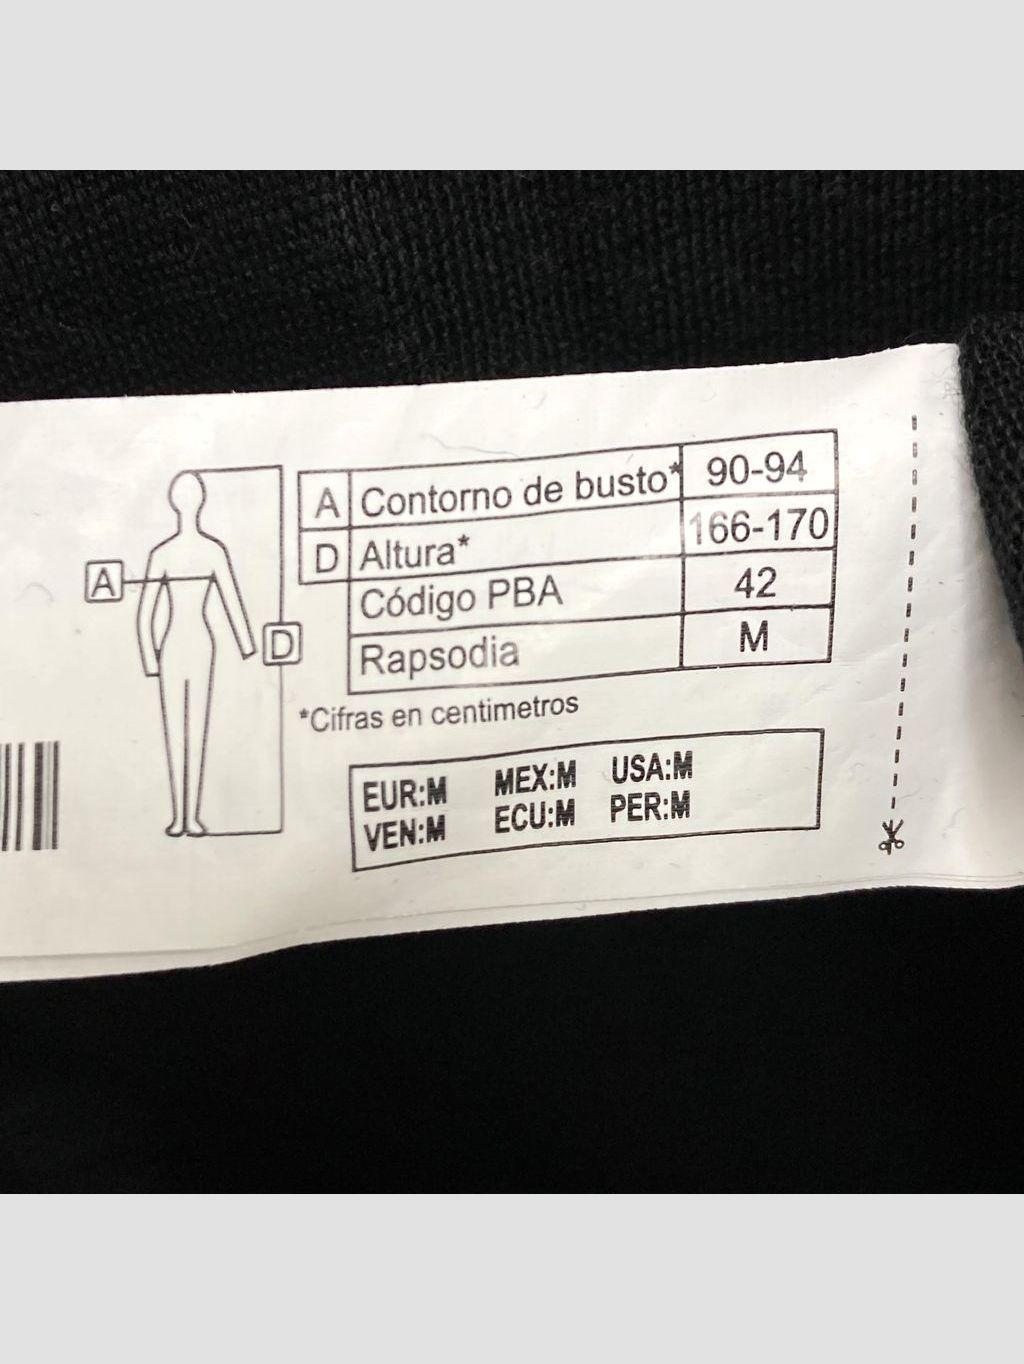 A Contorno de busto* 90-94
D Altura* 166-170
Código PBA 42
Rapsodia M
A
D
*Cifras en centimetros
EUR:M MEX:M USA:M
VEN:M ECU:M PER:M